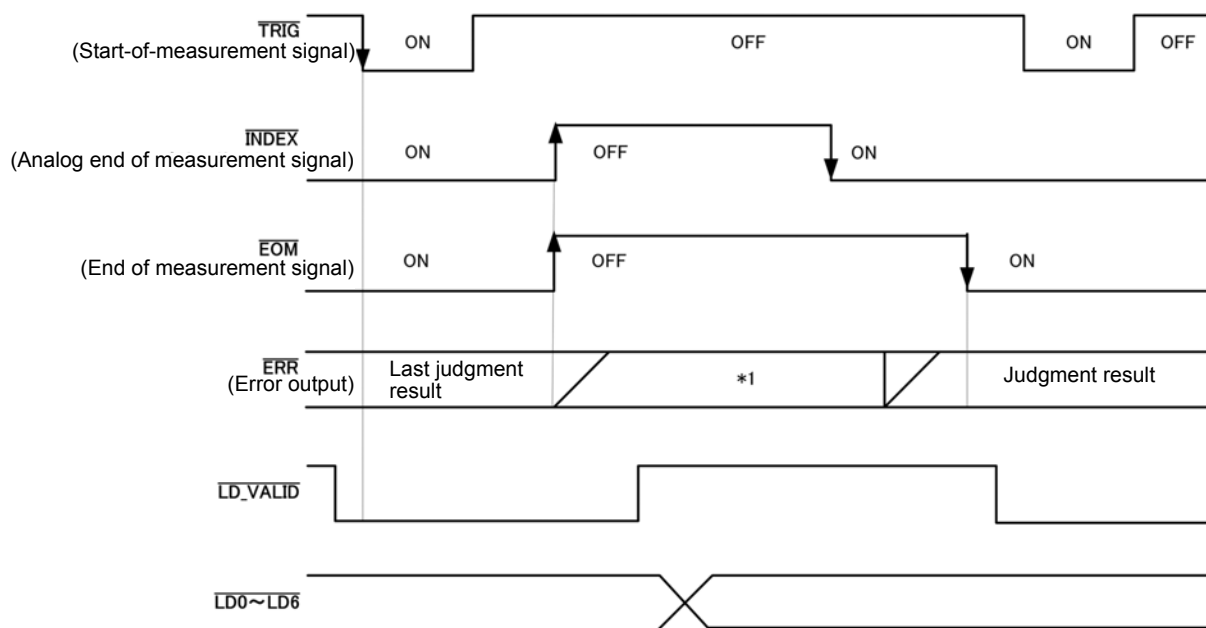 TRIG
(Start-of-measurement signal)
ON
OFF
ON
OFF
INDEX
(Analog end of measurement signal)
ON
OFF
ON
EOM
(End of measurement signal)
ON
OFF
ON
ERR
(Error output)
Last judgment
result
*1
Judgment result
LD_VALID
LD0～LD6